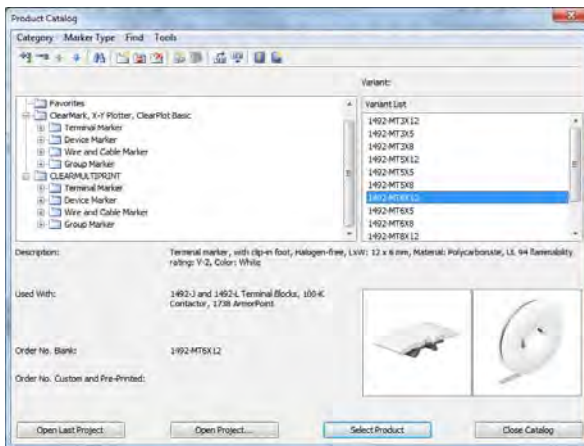 Product Catalog
Category Marker Type Find Tools
Variant:
Favorites
ClearMark, X-Y Plotter, ClearPlot Basic
Terminal Marker
Device Marker
Wire and Cable Marker
Group Marker
CLEARMULTIPRINT
Terminal Marker
Device Marker
Wire and Cable Marker
Group Marker
Variant List
1492-MT3X12
1492-MT3X5
1492-MT3X8
1492-MT5X12
1492-MT5X5
1492-MT5X8
1492-MT6X12
1492-MT6X5
1492-MT6X8
1492-MT8X12
Description: Terminal marker, with clip-in foot, Halogen-free, LxW: 12 x 6 mm, Material: Polycarbonate, UL 94 flammability
rating: V-2, Color: White
Used With: 1492-J and 1492-L Terminal Blocks, 100-K
Contactor, 1738 ArmorPoint
Order No. Blank: 1492-MT6X12
Order No. Custom and Pre-Printed:
Open Last Project Open Project... Select Product Close Catalog